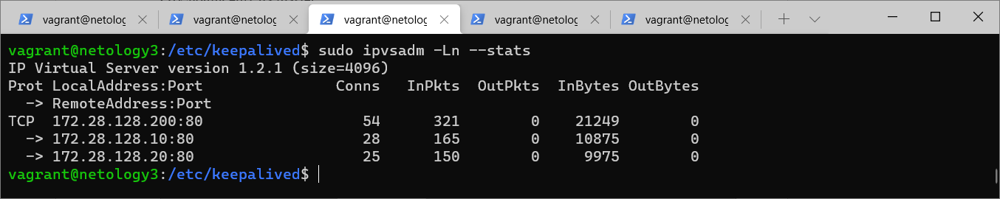 vagrant@netolog vagrant@netolog vagrant@netolog vagrant@netolog vagrant@netolog
vagrant@netology3:/etc/keepalived$ sudo ipvsadm -Ln --stats
IP Virtual Server version 1.2.1 (size=4096)
Prot LocalAddress:Port Conns InPkts OutPkts InBytes OutBytes
-> RemoteAddress:Port
TCP 172.28.128.200:80 54 321 0 21249 0
-> 172.28.128.10:80 28 165 0 10875 0
-> 172.28.128.20:80 25 150 0 9975 0
vagrant@netology3:/etc/keepalived$